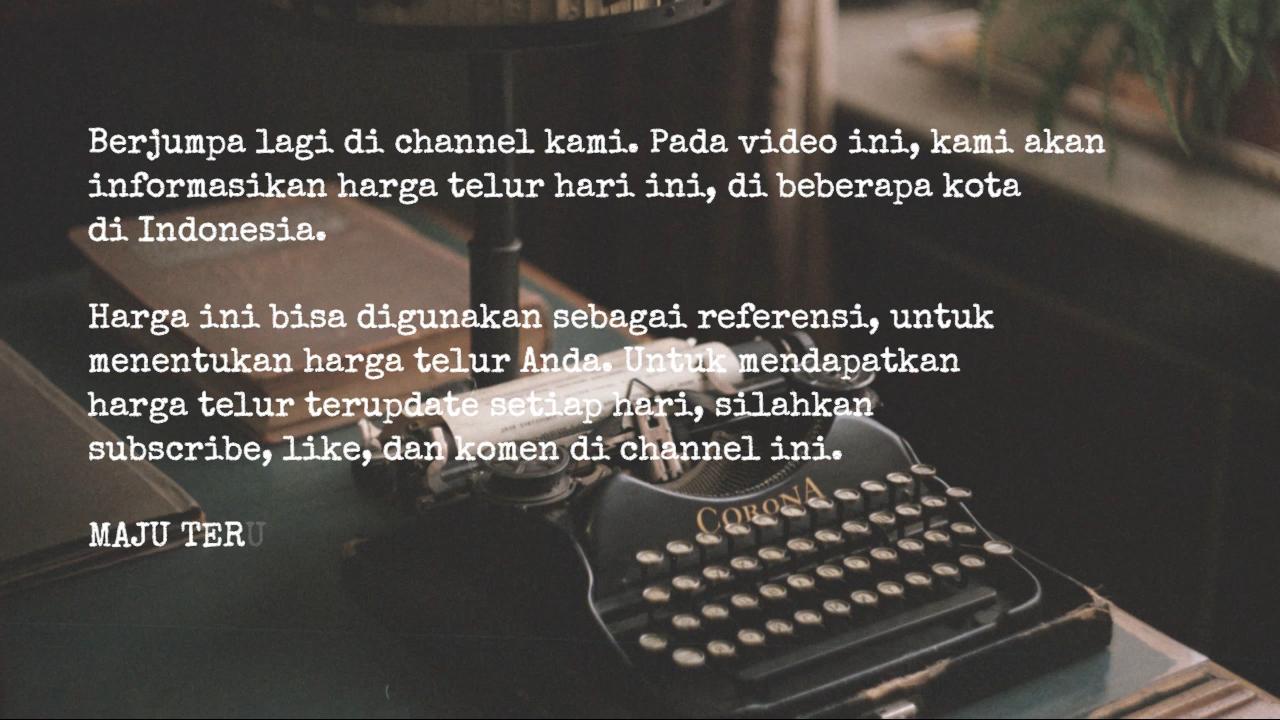 Berjumpa lagi di channel kami. Pada video ini, kami akan
informasikan harga telur hari ini, di beberapa kota
di Indonesia.
Harga ini bisa digunakan sebagai referensi, untuk
menentukan harga telur Anda. Untuk mendapatkan
harga telur terupdate setiap hari, silahkan
subscribe, like, dan komen di channel ini.
MAJU TERU
CORONA